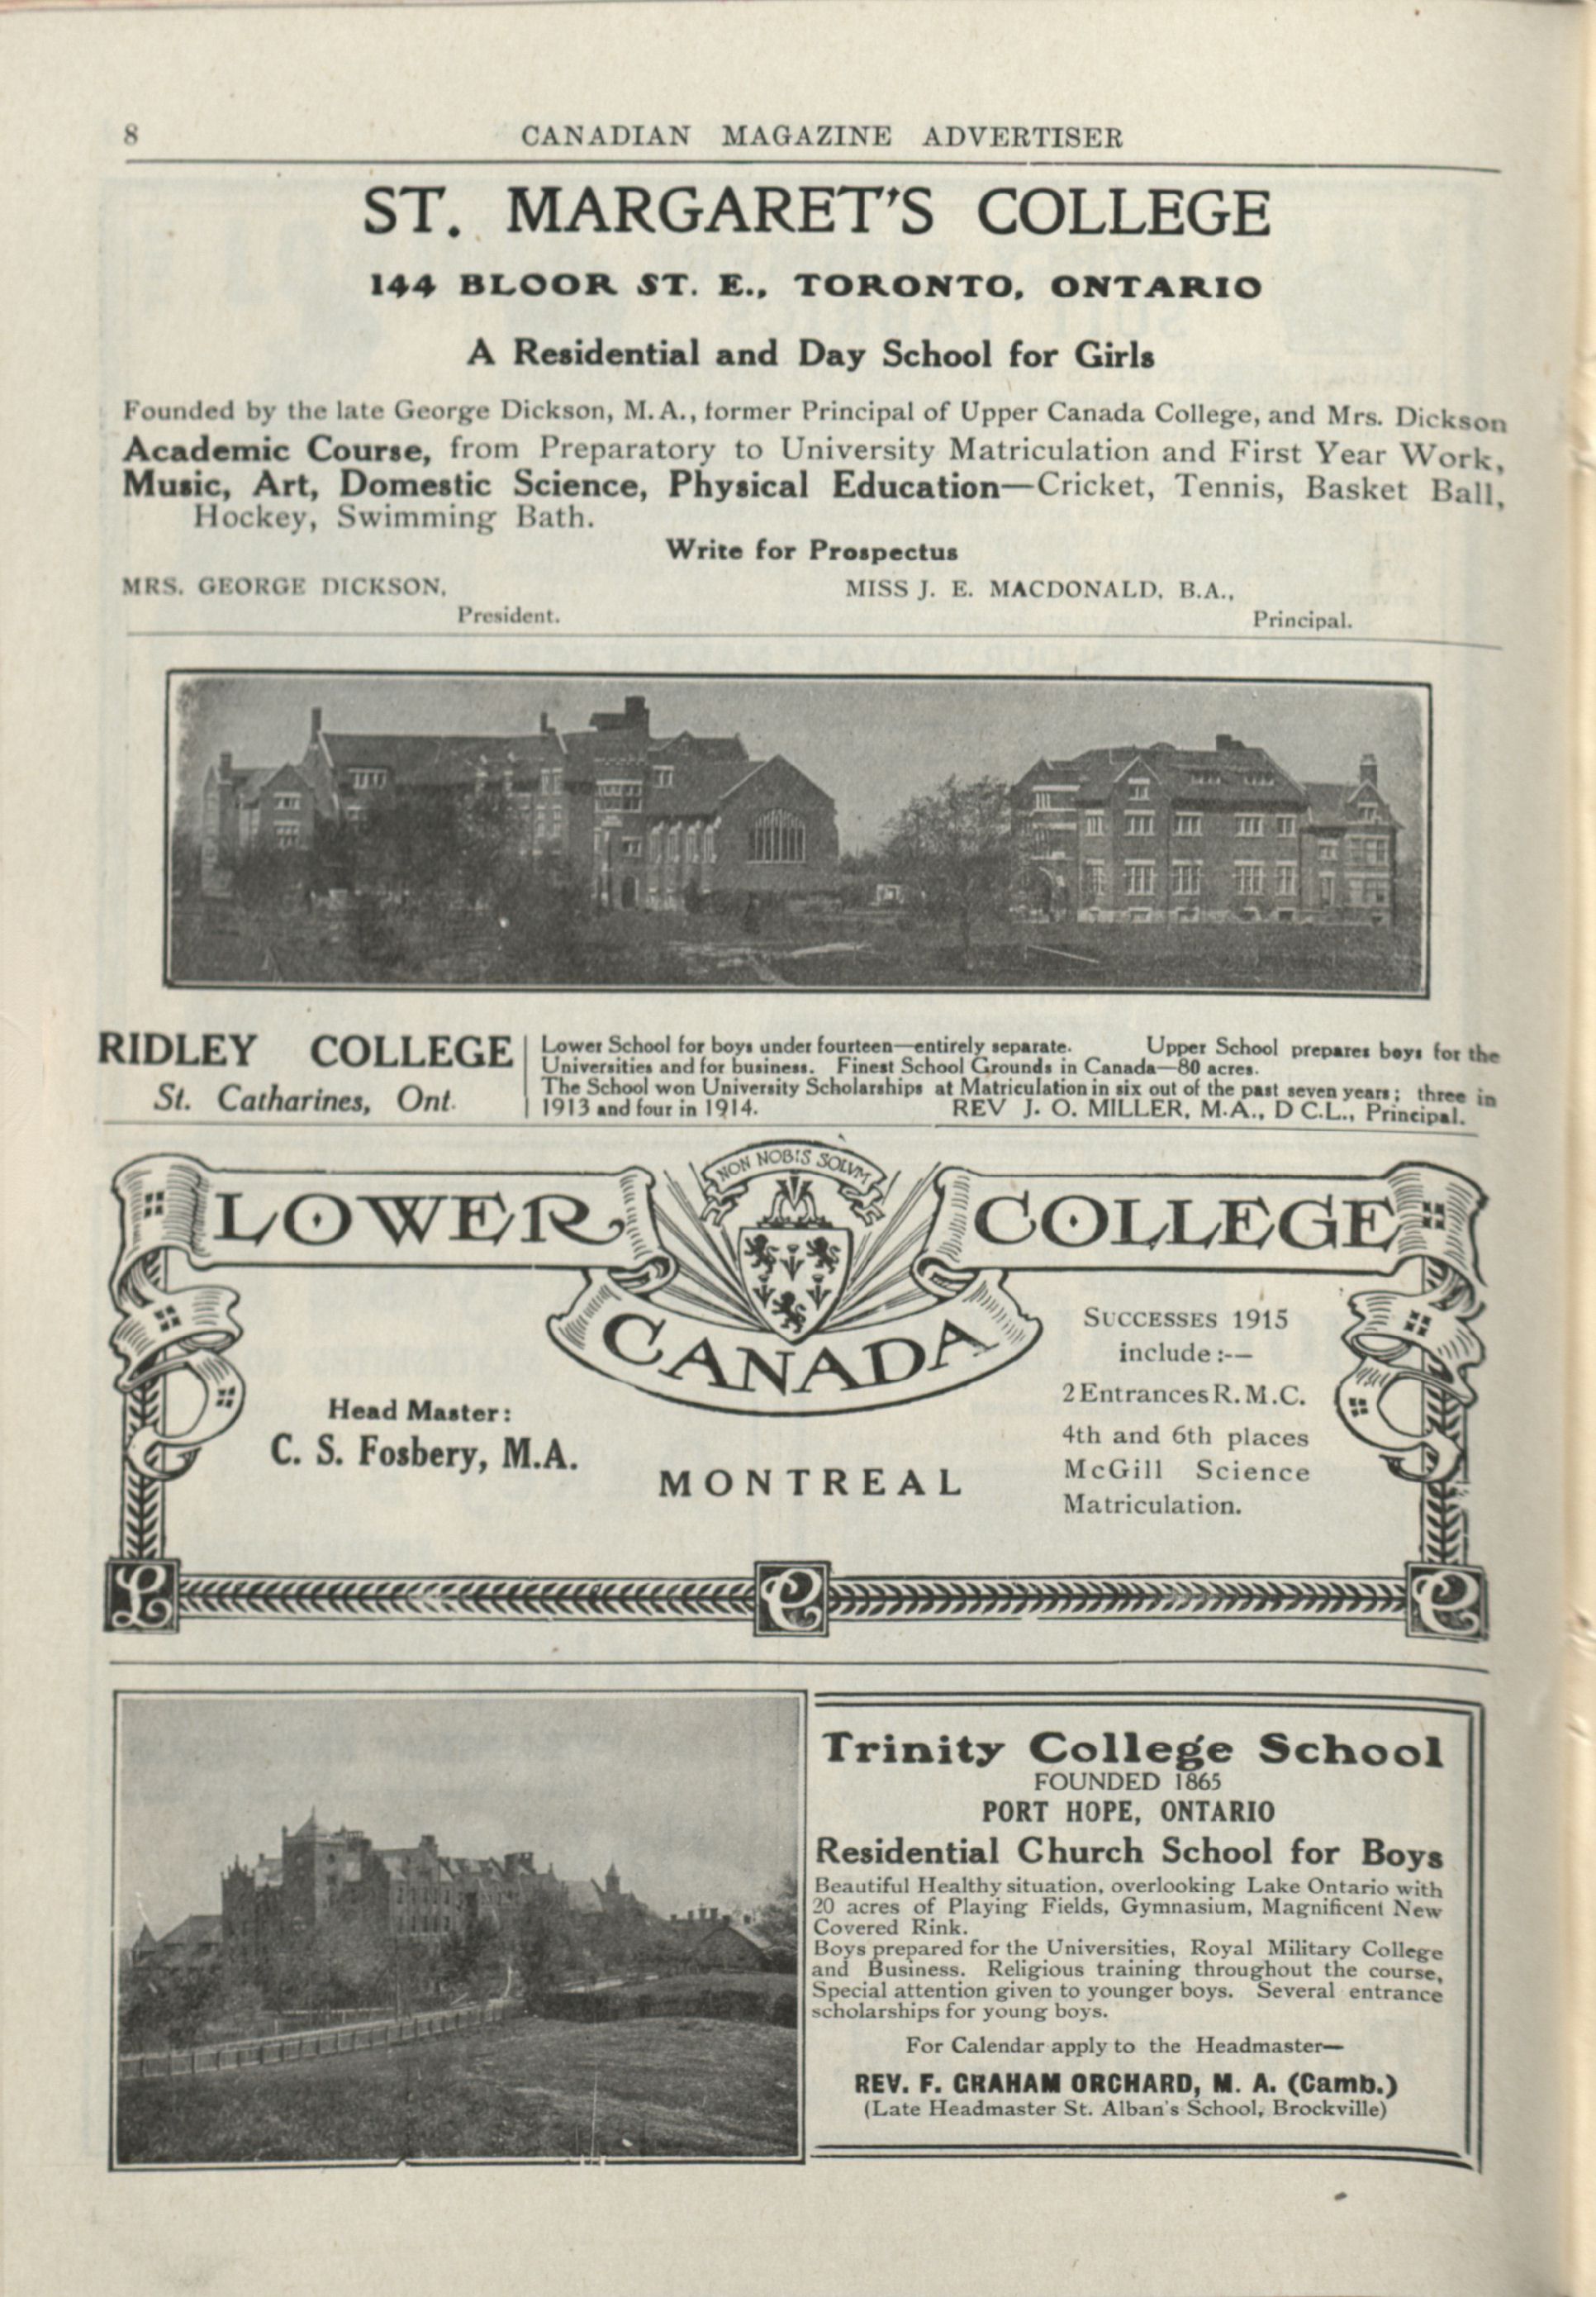 8 CANADIAN MAGAZINE ADVERTISER
ST. MARGARET'S COLLEGE
144 BLOOR ST. E., TORONTO, ONTARIO
A Residential and Day School for Girls
Founded by the late George Dickson, M.A., former Principal of Upper Canada College, and Mrs. Dickson
Academic Course, from Preparatory to University Matriculation and First Year Work,
Music, Art, Domestic Science, Physical Education—Cricket, Tennis, Basket Ball,
Hockey, Swimming Bath.
Write for Prospectus
MRS. GEORGE DICKSON,
President.
MISS J. E. MACDONALD, B.A.,
Principal.
RIDLEY COLLEGE
St. Catharines, Ont.
Lower School for boys under fourteen—entirely separate. Upper School prepares boys for the
Universities and for business. Finest School Grounds in Canada—80 acres.
The School won University Scholarships at Matriculation in six out of the past seven years; three in
1913 and four in 1914. REV J. O. MILLER, M.A., D C.L., Principal.
NON NOBIS SOLVM
LOWER
CANADA
COLLEGE
Head Master:
C. S. Fosbery, M.A.
MONTREAL
SUCCESSES 1915
include :--
2 Entrances R.M.C.
4th and 6th places
McGill Science
Matriculation.
L C C
Trinity College School
FOUNDED 1865
PORT HOPE, ONTARIO
Residential Church School for Boys
Beautiful Healthy situation, overlooking Lake Ontario with
20 acres of Playing Fields, Gymnasium, Magnificent New
Covered Rink.
Boys prepared for the Universities, Royal Military College
and Business. Religious training throughout the course,
Special attention given to younger boys. Several entrance
scholarships for young boys.
For Calendar apply to the Headmaster—
REV. F. GRAHAM ORCHARD, M. A. (Camb.)
(Late Headmaster St. Alban's School, Brockville)